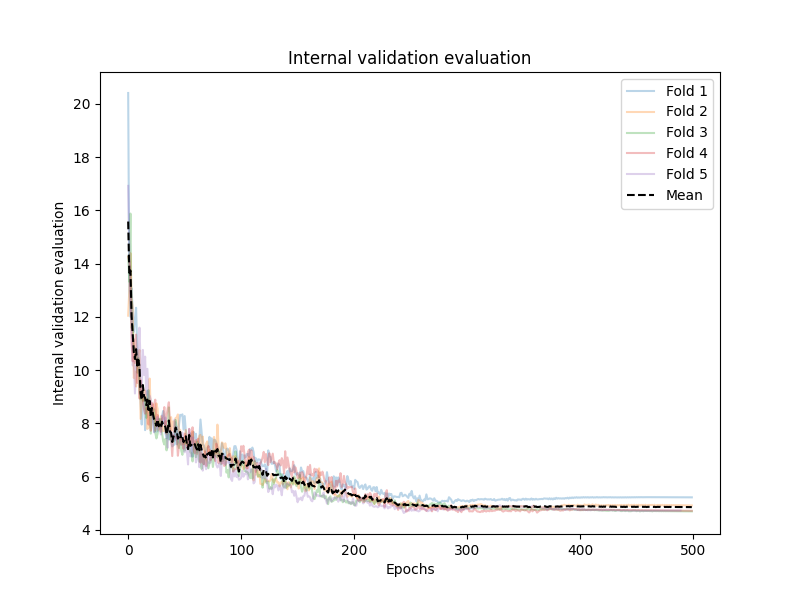 Internal validation evaluation
Fold 1
Fold 2
Fold 3
Fold 4
Fold 5
Mean
Internal validation evaluation
20
18
16
14
12
10
8
6
4
0 100 200 300 400 500
Epochs